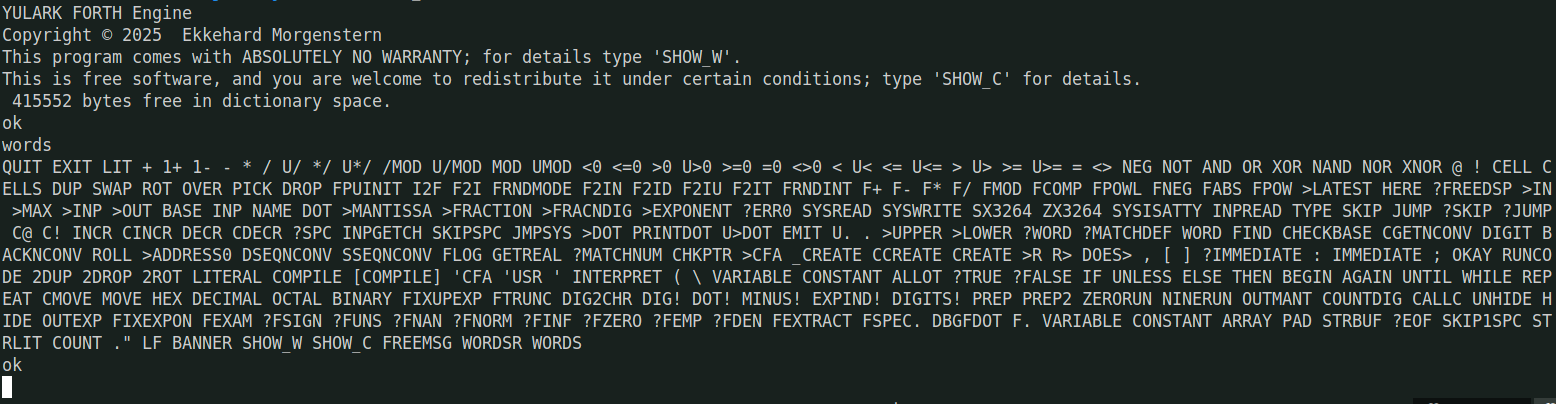 YULARK FORTH Engine
Copyright © 2025  Ekkehard Morgenstern
This program comes with ABSOLUTELY NO WARRANTY; for details type 'SHOW_W'.
This is free software, and you are welcome to redistribute it under certain conditions; type 'SHOW_C' for details.
 415552 bytes free in dictionary space.
ok
words
QUIT EXIT LIT + 1+ 1- - * / U/ */ U*/ /MOD U/MOD MOD UMOD <0 <=0 >0 U>0 >=0 =0 <>0 < U< <= U<= > U> >= U>= = <> NEG NOT AND OR XOR NAND NOR XNOR @ ! CELL C
ELLS DUP SWAP ROT OVER PICK DROP FPUINIT I2F F2I FRNDMODE F2IN F2ID F2IU F2IT FRNDINT F+ F- F* F/ FMOD FCOMP FPOWL FNEG FABS FPOW >LATEST HERE ?FREEDSP >IN
 >MAX >INP >OUT BASE INP NAME DOT >MANTISSA >FRACTION >FRACNDIG >EXPONENT ?ERR0 SYSREAD SYSWRITE SX3264 ZX3264 SYSISATTY INPREAD TYPE SKIP JUMP ?SKIP ?JUMP
 C@ C! INCR CINCR DECR CDECR ?SPC INPGETCH SKIPSPC JMPSYS >DOT PRINTDOT U>DOT EMIT U. . >UPPER >LOWER ?WORD ?MATCHDEF WORD FIND CHECKBASE CGETNCONV DIGIT B
ACKNCONV ROLL >ADDRESS0 DSEQNCONV SSEQNCONV FLOG GETREAL ?MATCHNUM CHKPTR >CFA _CREATE CCREATE CREATE >R R> DOES> , [ ] ?IMMEDIATE : IMMEDIATE ; OKAY RUNCO
DE 2DUP 2DROP 2ROT LITERAL COMPILE [COMPILE] 'CFA 'USR ' INTERPRET ( \ VARIABLE CONSTANT ALLOT ?TRUE ?FALSE IF UNLESS ELSE THEN BEGIN AGAIN UNTIL WHILE REP
EAT CMOVE MOVE HEX DECIMAL OCTAL BINARY FIXUPEXP FTRUNC DIG2CHR DIG! DOT! MINUS! EXPIND! DIGITS! PREP PREP2 ZERORUN NINERUN OUTMANT COUNTDIG CALLC UNHIDE H
IDE OUTEXP FIXEXPON FEXAM ?FSIGN ?FUNS ?FNAN ?FNORM ?FINF ?FZERO ?FEMP ?FDEN FEXTRACT FSPEC. DBGFDOT F. VARIABLE CONSTANT ARRAY PAD STRBUF ?EOF SKIP1SPC ST
RLIT COUNT ." LF BANNER SHOW_W SHOW_C FREEMSG WORDSR WORDS
ok